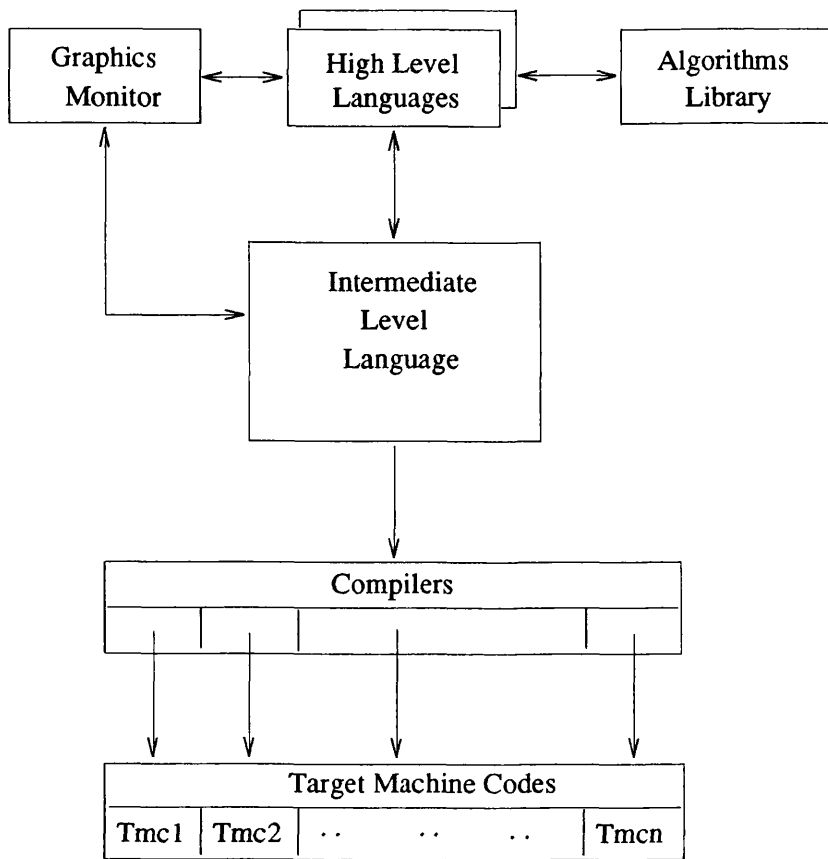 Graphics
Monitor
High Level
Languages
Algorithms
Library
Intermediate
Level
Language
Compilers
Target Machine Codes
Tmc1 Tmc2 .. .. .. Tmcn